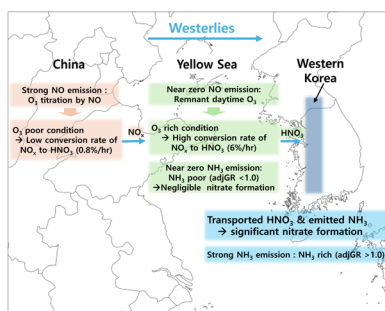 Westerlies
China
Yellow Sea
Western
Korea
Strong NO emission :
O₃ titration by NO
Near zero NO emission:
Remnant daytime O₃
O₃ poor condition
→ Low conversion rate of
NOₓ to HNO₃ (0.8%/hr)
NOₓ
O₃ rich condition
→ High conversion rate of
NOₓ to HNO₃ (6%/hr)
HNO₃
Near zero NH₃ emission:
NH₃ poor (adjGR <1.0)
→Negligible nitrate formation
Transported HNO₃ & emitted NH₃
→ significant nitrate formation
Strong NH₃ emission : NH₃ rich (adjGR >1.0)